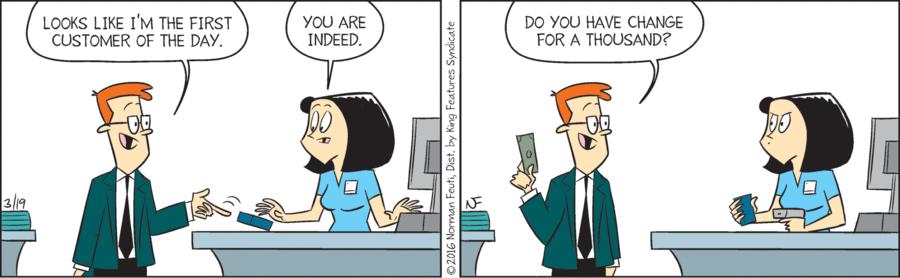 LOOKS LIKE I'M THE FIRST
CUSTOMER OF THE DAY.
YOU ARE
INDEED.
3/19
©2016 Norman Feuti, Dist. by King Features Syndicate
DO YOU HAVE CHANGE
FOR A THOUSAND?
NF